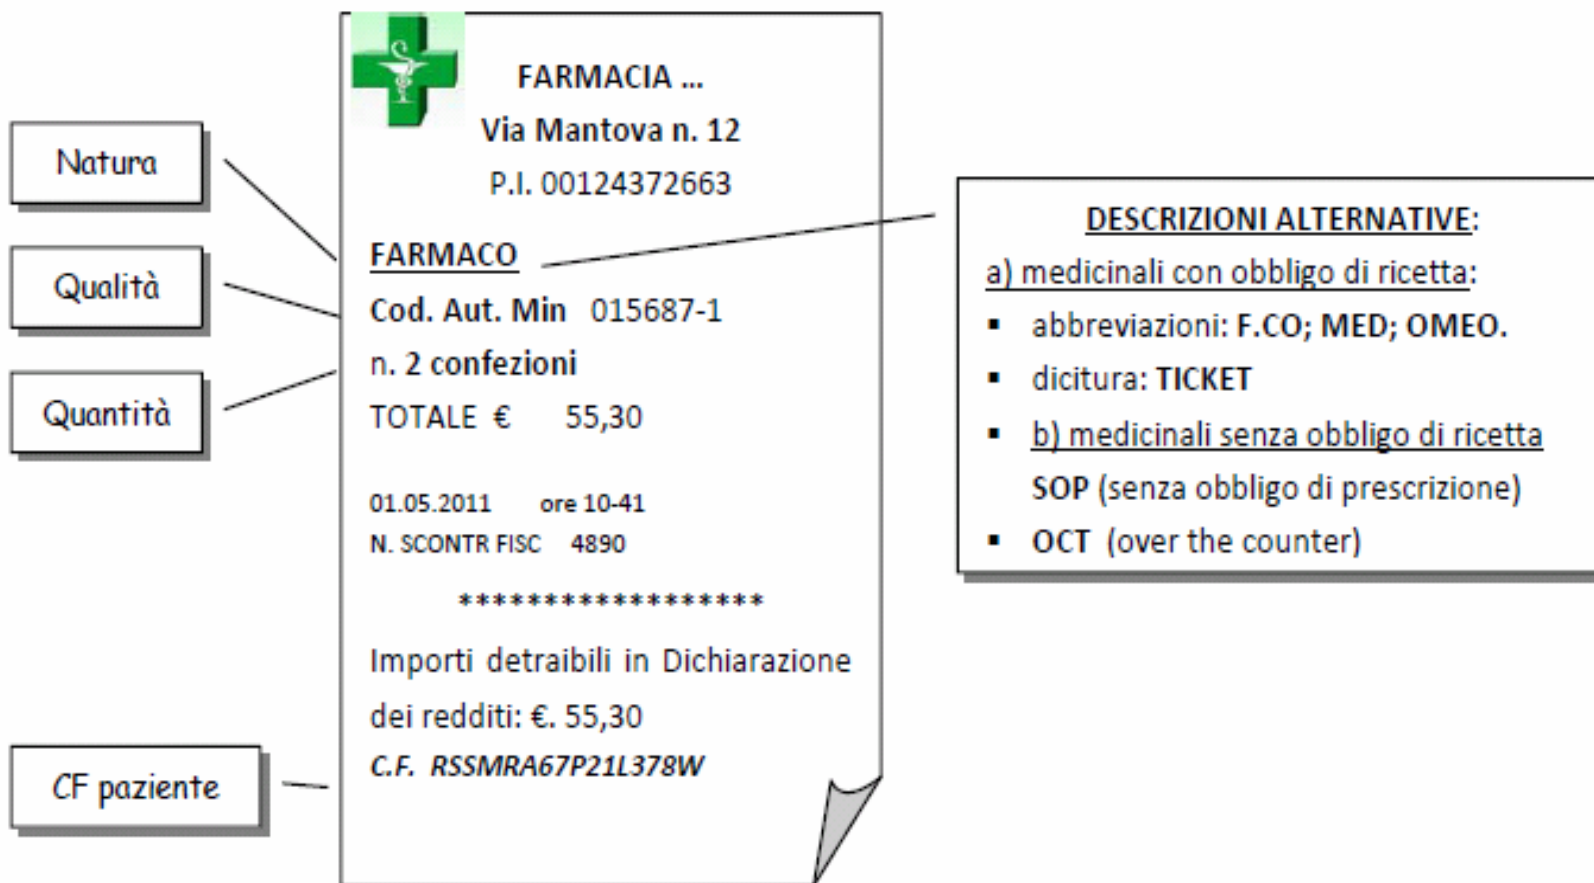 Natura
Qualità
Quantità
CF paziente
FARMACIA ...
Via Mantova n. 12
P.I. 00124372663
FARMACO
Cod. Aut. Min 015687-1
n. 2 confezioni
TOTALE € 55,30
01.05.2011 ore 10-41
N. SCONTR FISC 4890
******************
Importi detraibili in Dichiarazione
dei redditi: €. 55,30
C.F. RSSMRA67P21L378W
DESCRIZIONI ALTERNATIVE:
a) medicinali con obbligo di ricetta:
▪ abbreviazioni: F.CO; MED; OMEO.
▪ dicitura: TICKET
▪ b) medicinali senza obbligo di ricetta
SOP (senza obbligo di prescrizione)
▪ OCT (over the counter)